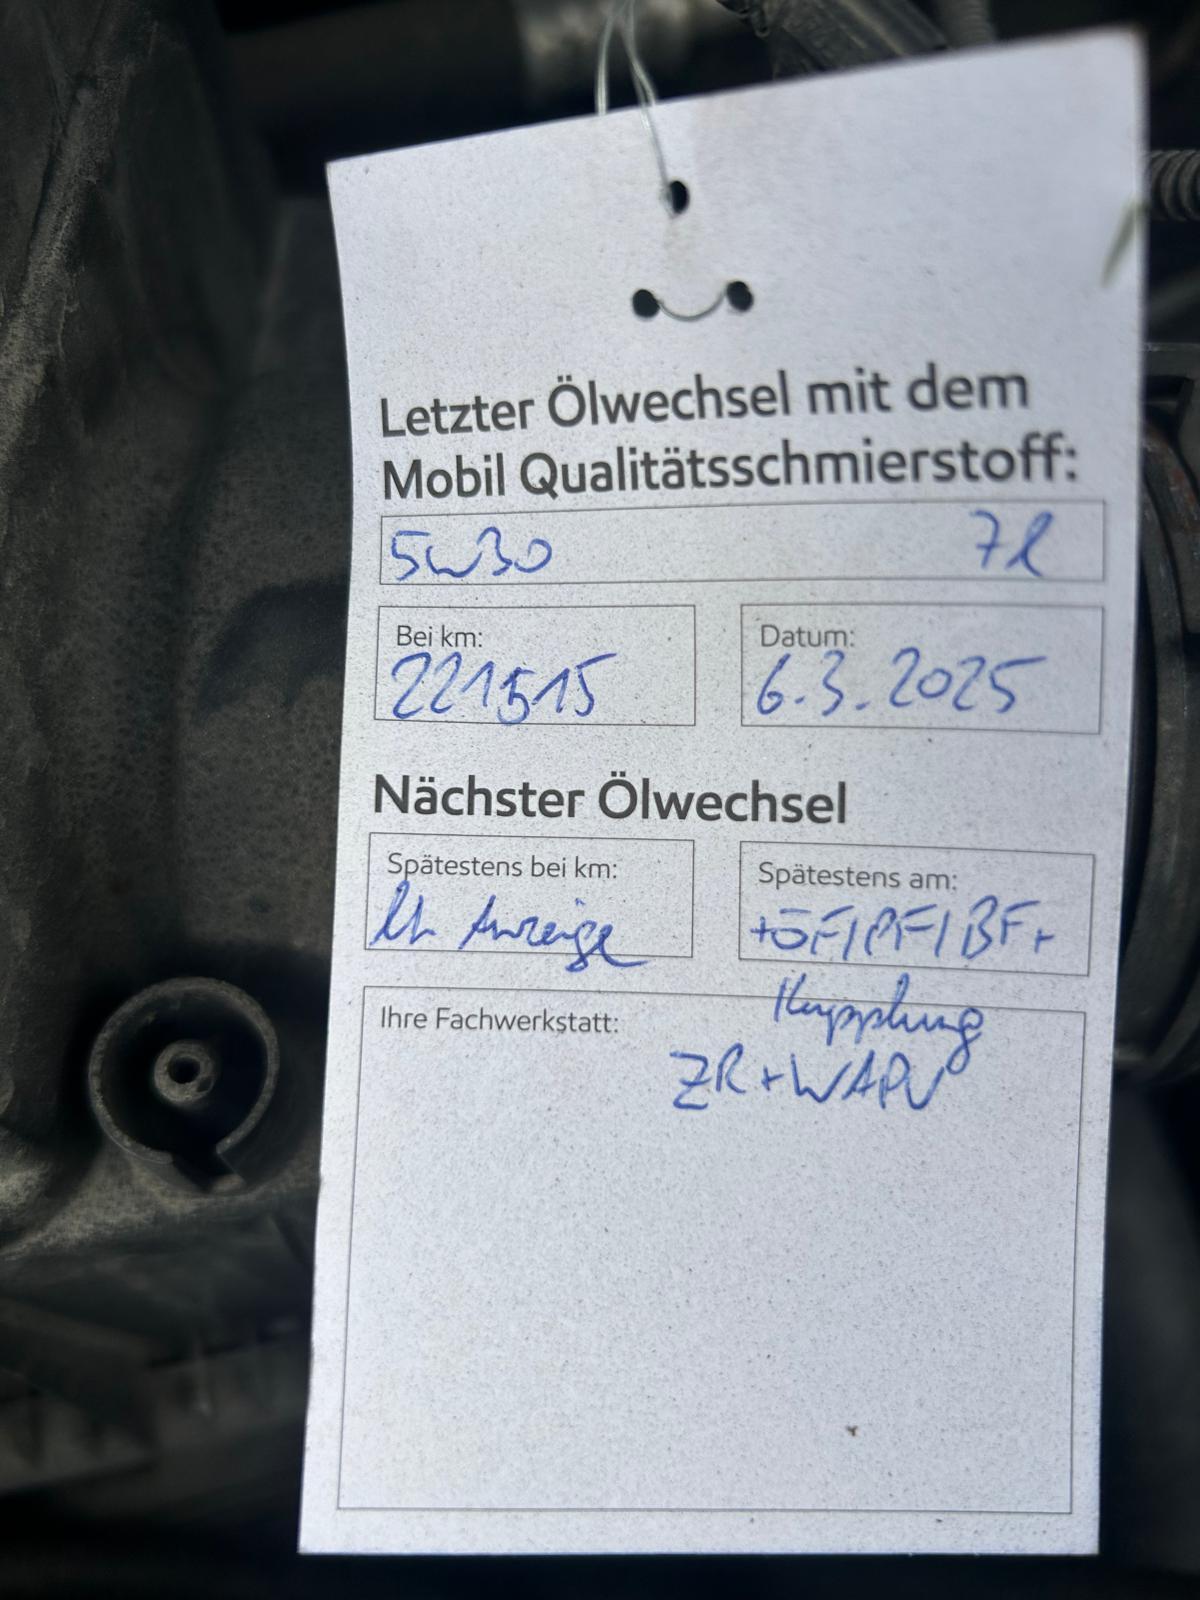 Letzter Ölwechsel mit dem
Mobil Qualitätsschmierstoff:
5W30 7l
Bei km: Datum:
221515 6.3.2025
Nächster Ölwechsel
Spätestens bei km: Spätestens am:
lt. Anzeige +ÖF/PF/BF+
Ihre Fachwerkstatt: Kupplung
ZR+WAPU